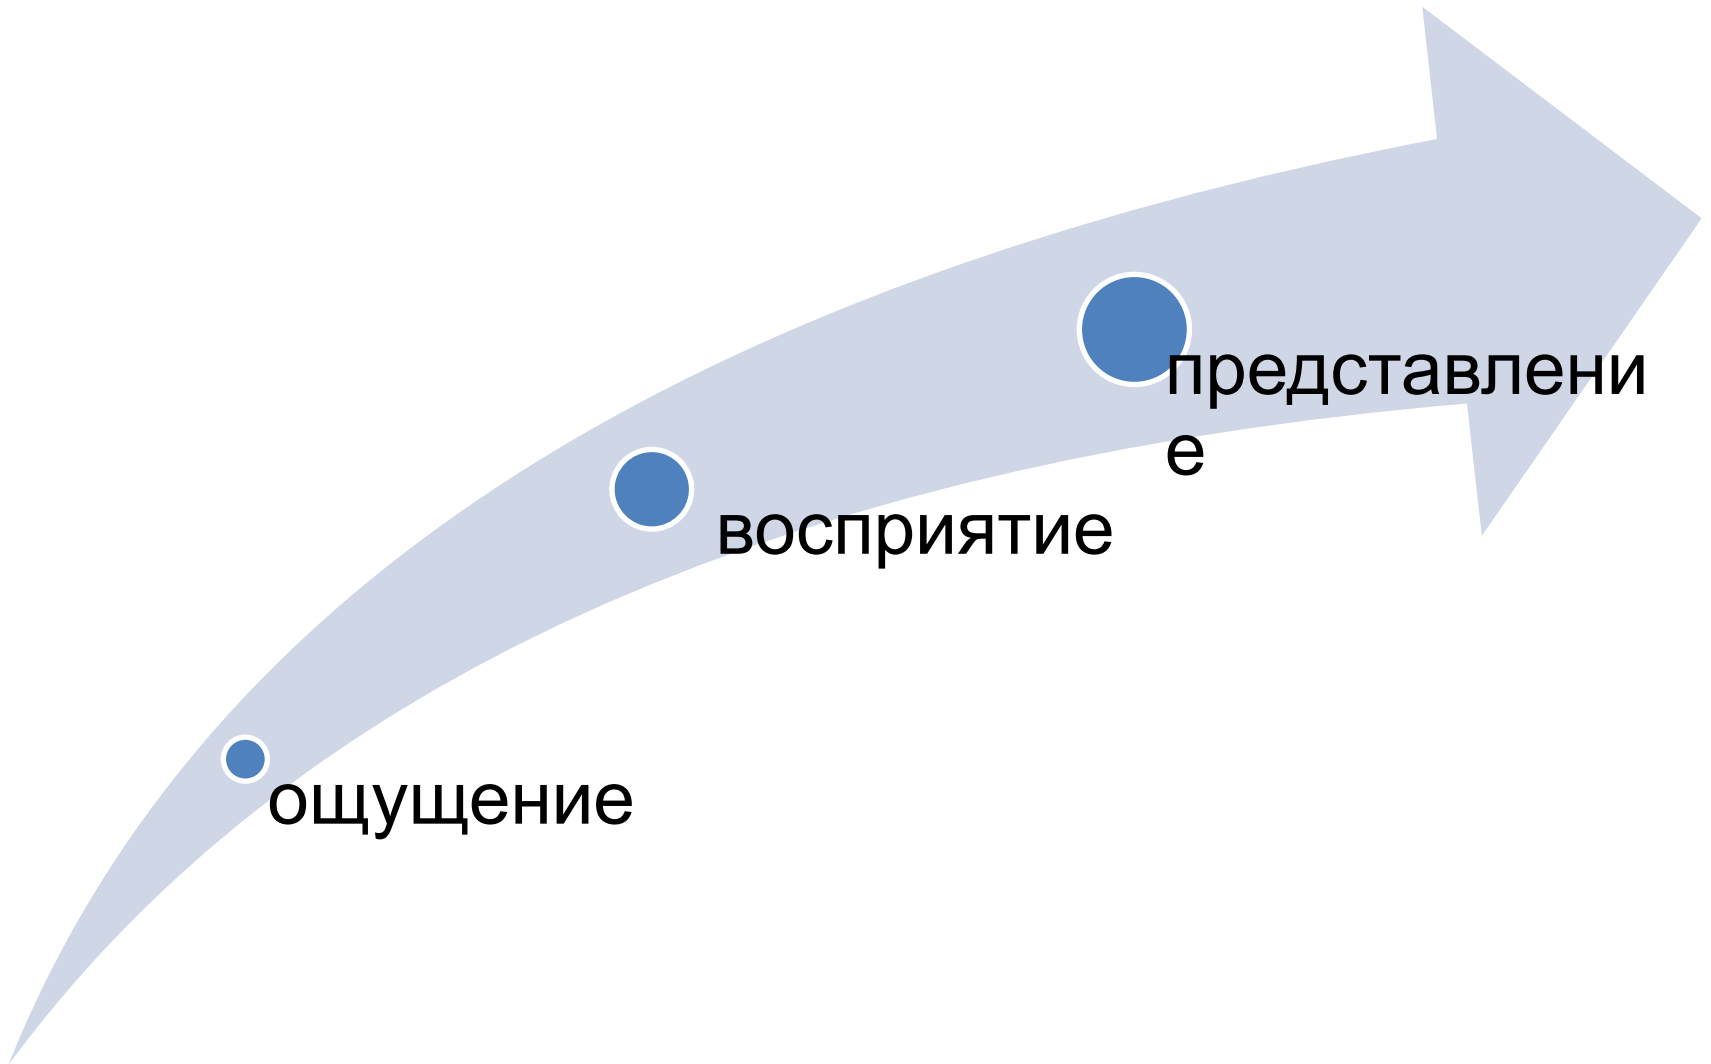 представлени
е
восприятие
ощущение